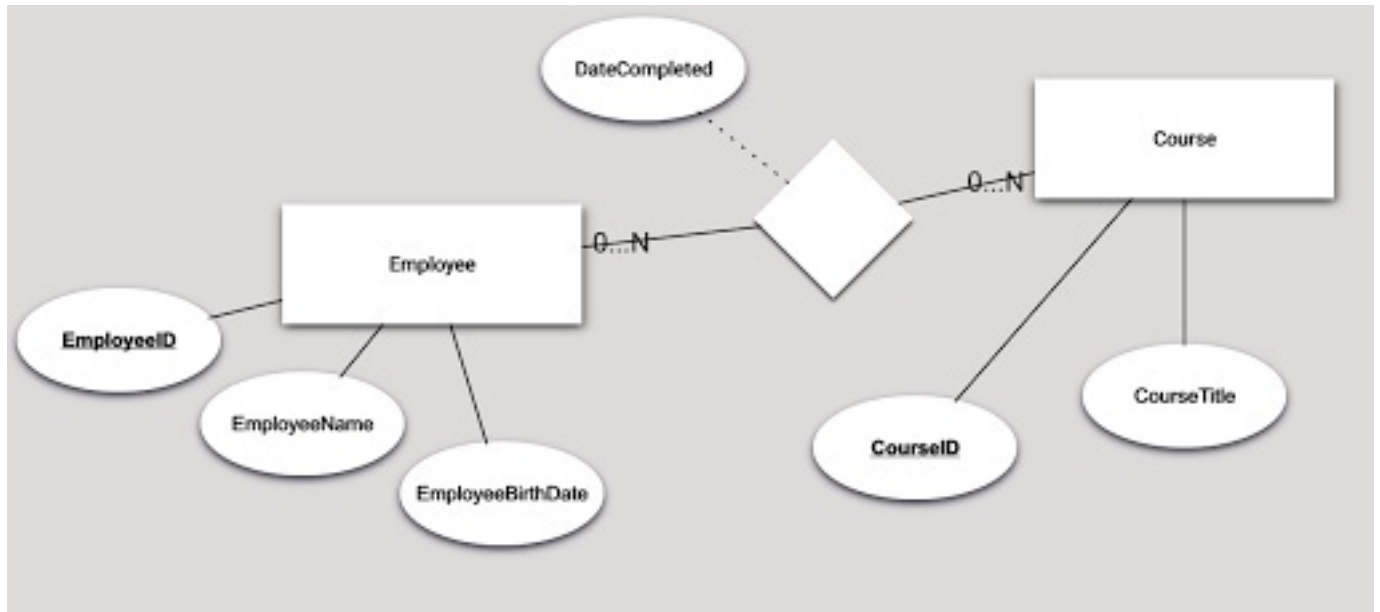 DateCompleted
Course
0...N
0...N
Employee
EmployeeID
EmployeeName
EmployeeBirthDate
CourseTitle
CourseID